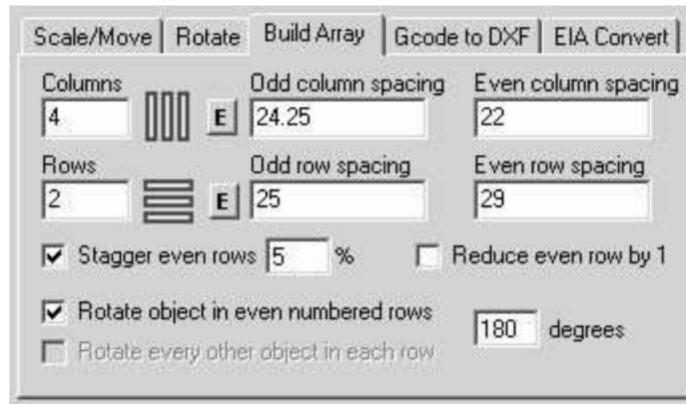 Scale/Move Rotate Build Array Gcode to DXF EIA Convert
Columns Odd column spacing Even column spacing
4 E 24.25 22
Rows Odd row spacing Even row spacing
2 E 25 29
Stagger even rows 5 % Reduce even row by 1
Rotate object in even numbered rows
180 degrees
Rotate every other object in each row